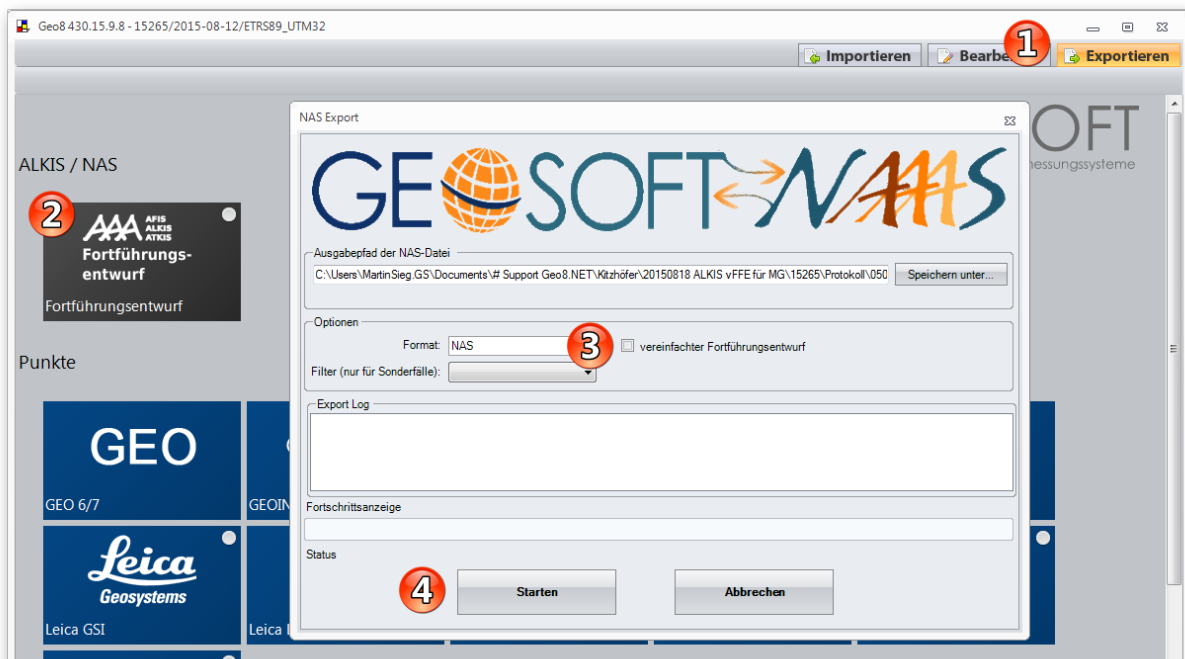 Geo8 430.15.9.8 - 15265/2015-08-12/ETRS89_UTM32
1
Importieren
Bearbe
Exportieren
NAS Export
OFT
ALKIS / NAS
GEOSOFT NAAAS
2
AAA AFIS ALKIS ATKIS
Fortführungs-
entwurf
Fortführungsentwurf
Ausgabepfad der NAS-Datei
C:\Users\MartinSieg.GS\Documents\# Support Geo8.NET\Kitzhöfer\20150818 ALKIS vFFE für MG\15265\Protokoll\050
Speichern unter...
Optionen
Format: NAS
3
vereinfachter Fortführungsentwurf
Filter (nur für Sonderfälle):
Punkte
Export Log
GEO
GEO 6/7
GEOIN
Fortschrittsanzeige
Status
Leica
Geosystems
4
Starten
Abbrechen
Leica GSI
Leica